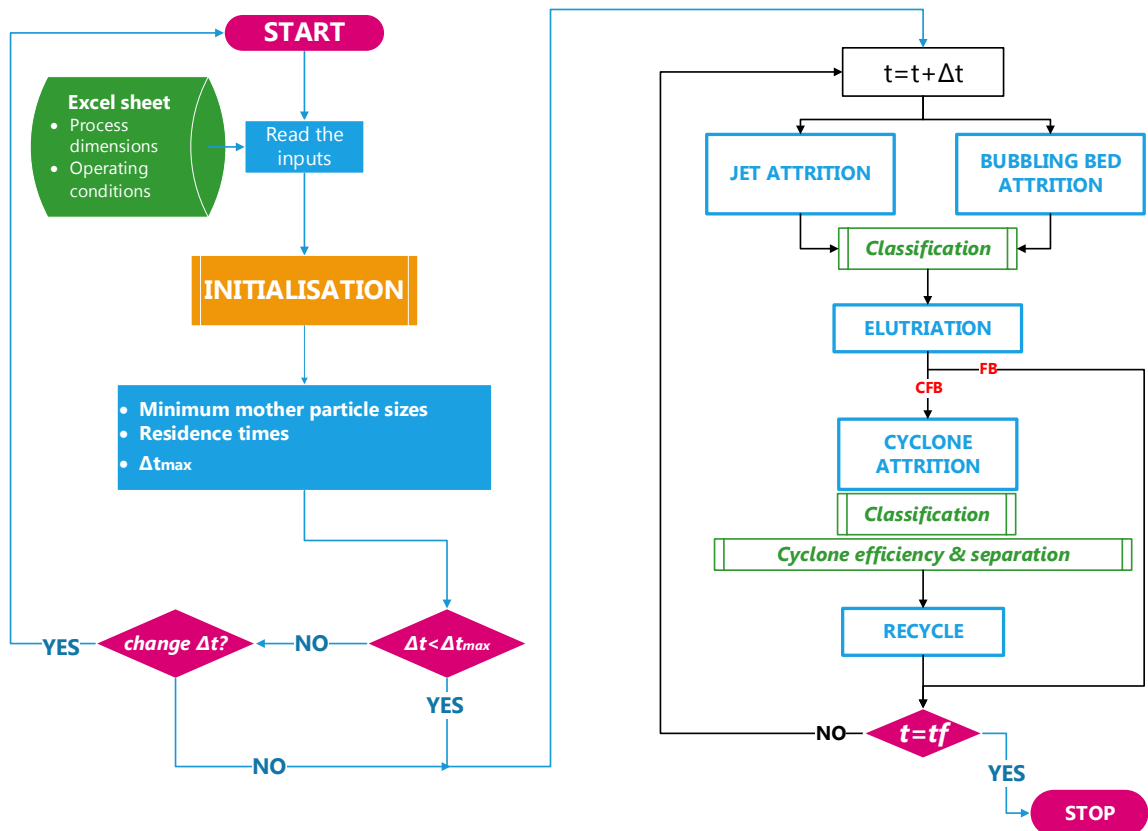 START
Excel sheet
• Process
dimensions
• Operating
conditions
Read the
inputs
INITIALISATION
• Minimum mother particle sizes
• Residence times
• Δtmax
Δt<Δtmax
NO
change Δt?
YES
YES
NO
t=t+Δt
JET ATTRITION
BUBBLING BED
ATTRITION
Classification
ELUTRIATION
FB
CFB
CYCLONE
ATTRITION
Classification
Cyclone efficiency & separation
RECYCLE
t=tf
NO
YES
STOP